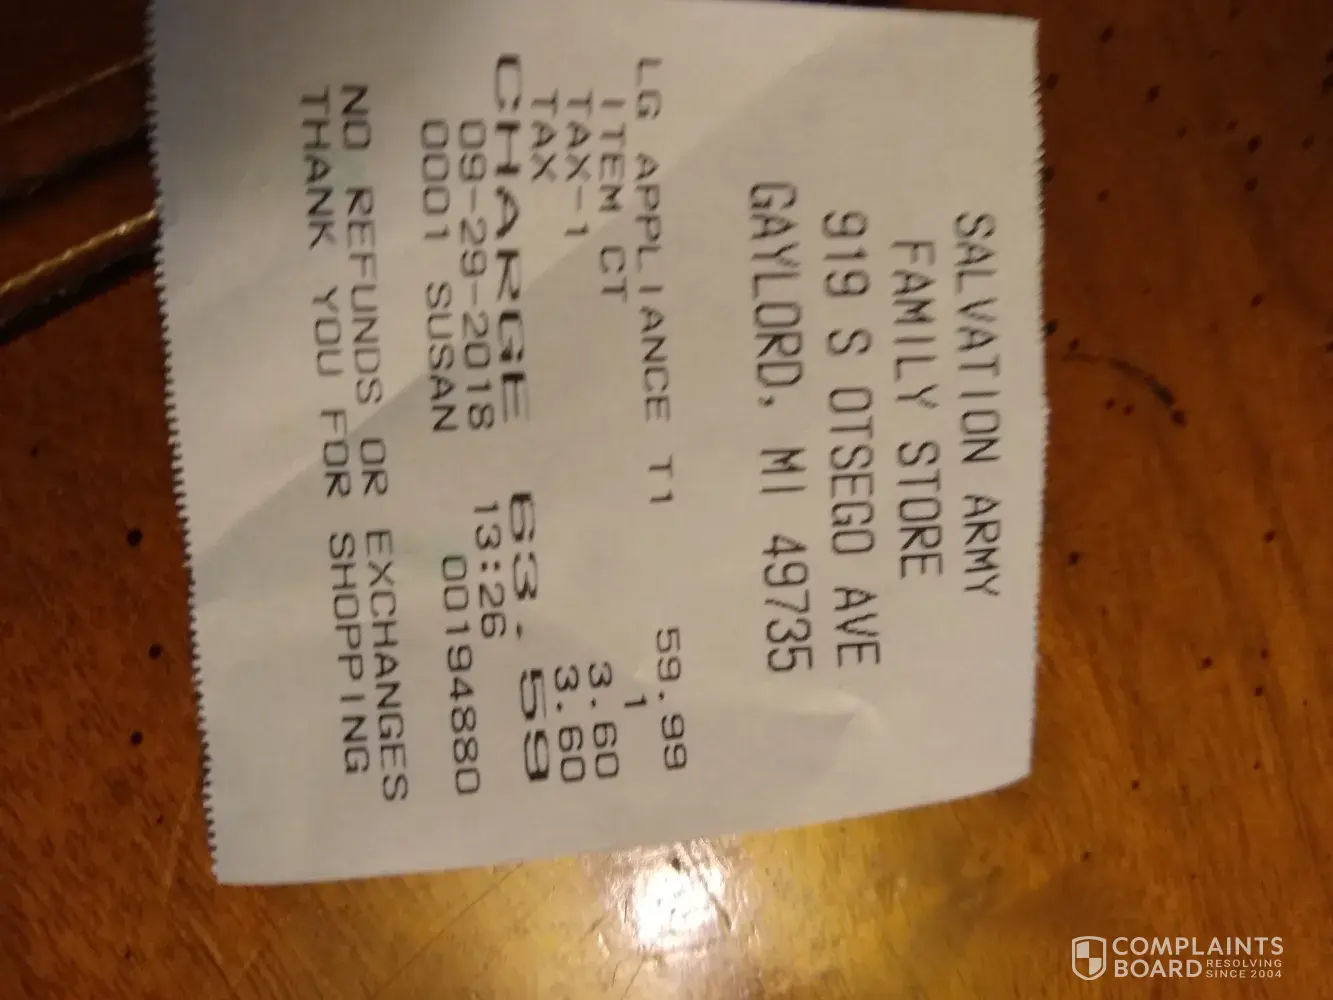 SALVATION ARMY
FAMILY STORE
919 S OTSEGO AVE
GAYLORD, MI 49735
LG APPLIANCE T1 59.99
ITEM CT 1
TAX-1 3.60
TAX 3.60
CHARGE 63.59
09-29-2018 13:26
0001 SUSAN 00194880
NO REFUNDS OR EXCHANGES
THANK YOU FOR SHOPPING
COMPLAINTS
BOARD RESOLVING
SINCE 2004